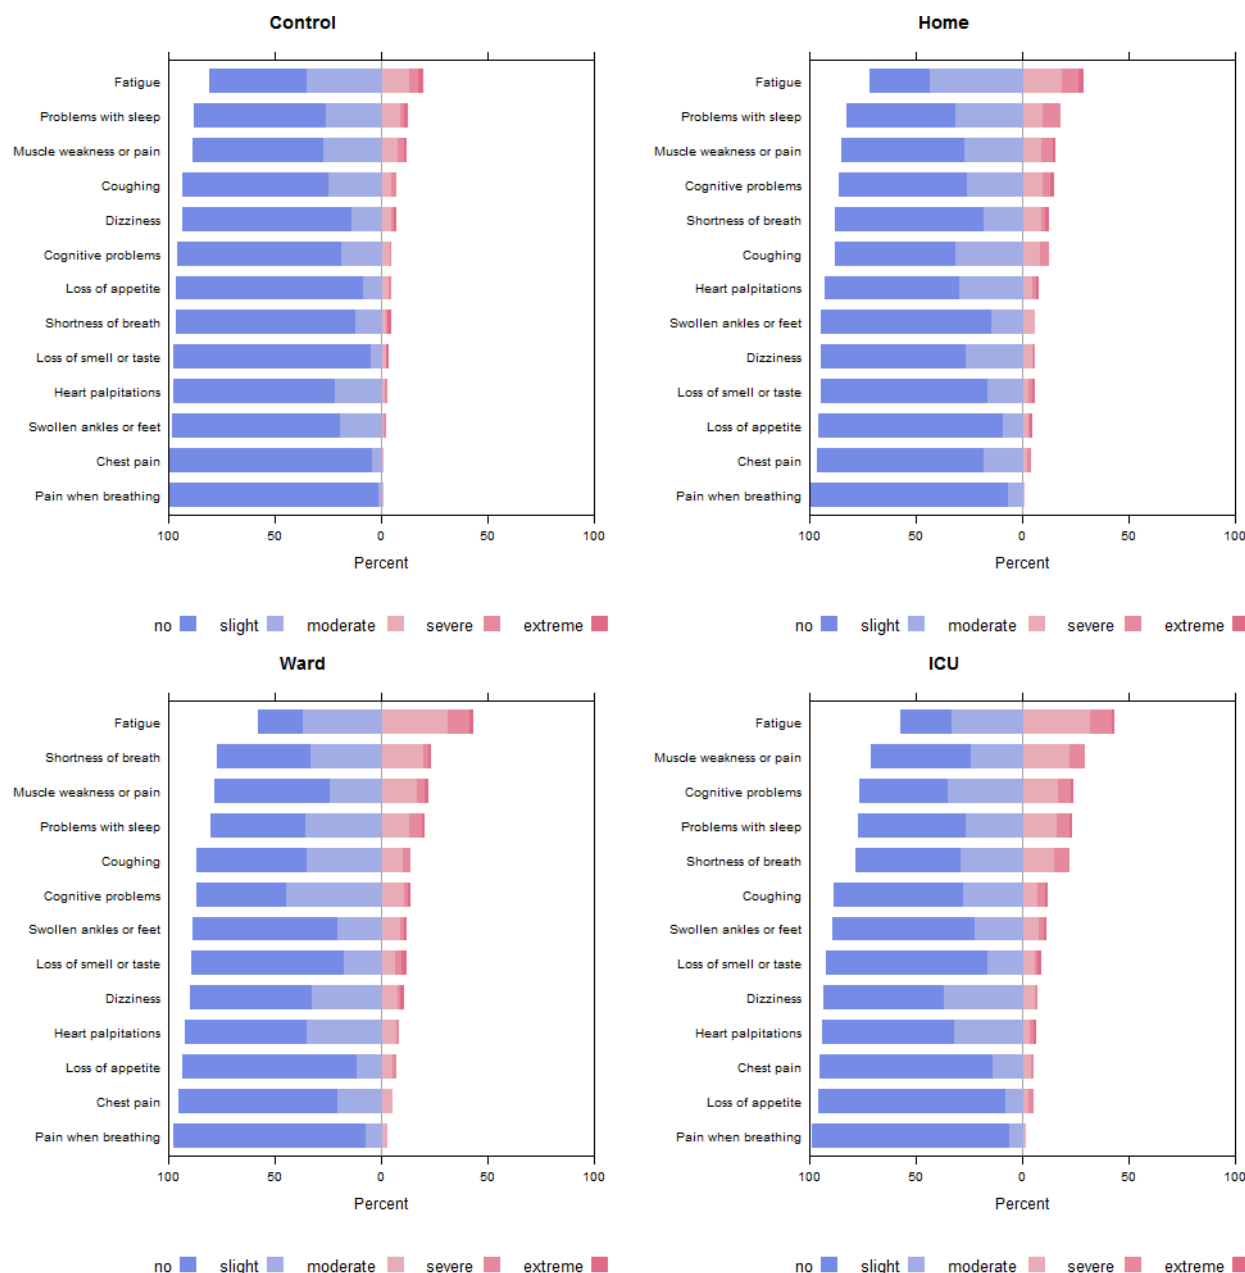 Control
Fatigue
Problems with sleep
Muscle weakness or pain
Coughing
Dizziness
Cognitive problems
Loss of appetite
Shortness of breath
Loss of smell or taste
Heart palpitations
Swollen ankles or feet
Chest pain
Pain when breathing
100 50 0 50 100
Percent
no slight moderate severe extreme
Home
Fatigue
Problems with sleep
Muscle weakness or pain
Cognitive problems
Shortness of breath
Coughing
Heart palpitations
Swollen ankles or feet
Dizziness
Loss of smell or taste
Loss of appetite
Chest pain
Pain when breathing
100 50 0 50 100
Percent
no slight moderate severe extreme
Ward
Fatigue
Shortness of breath
Muscle weakness or pain
Problems with sleep
Coughing
Cognitive problems
Swollen ankles or feet
Loss of smell or taste
Dizziness
Heart palpitations
Loss of appetite
Chest pain
Pain when breathing
100 50 0 50 100
Percent
no slight moderate severe extreme
ICU
Fatigue
Muscle weakness or pain
Cognitive problems
Problems with sleep
Shortness of breath
Coughing
Swollen ankles or feet
Loss of smell or taste
Dizziness
Heart palpitations
Chest pain
Loss of appetite
Pain when breathing
100 50 0 50 100
Percent
no slight moderate severe extreme